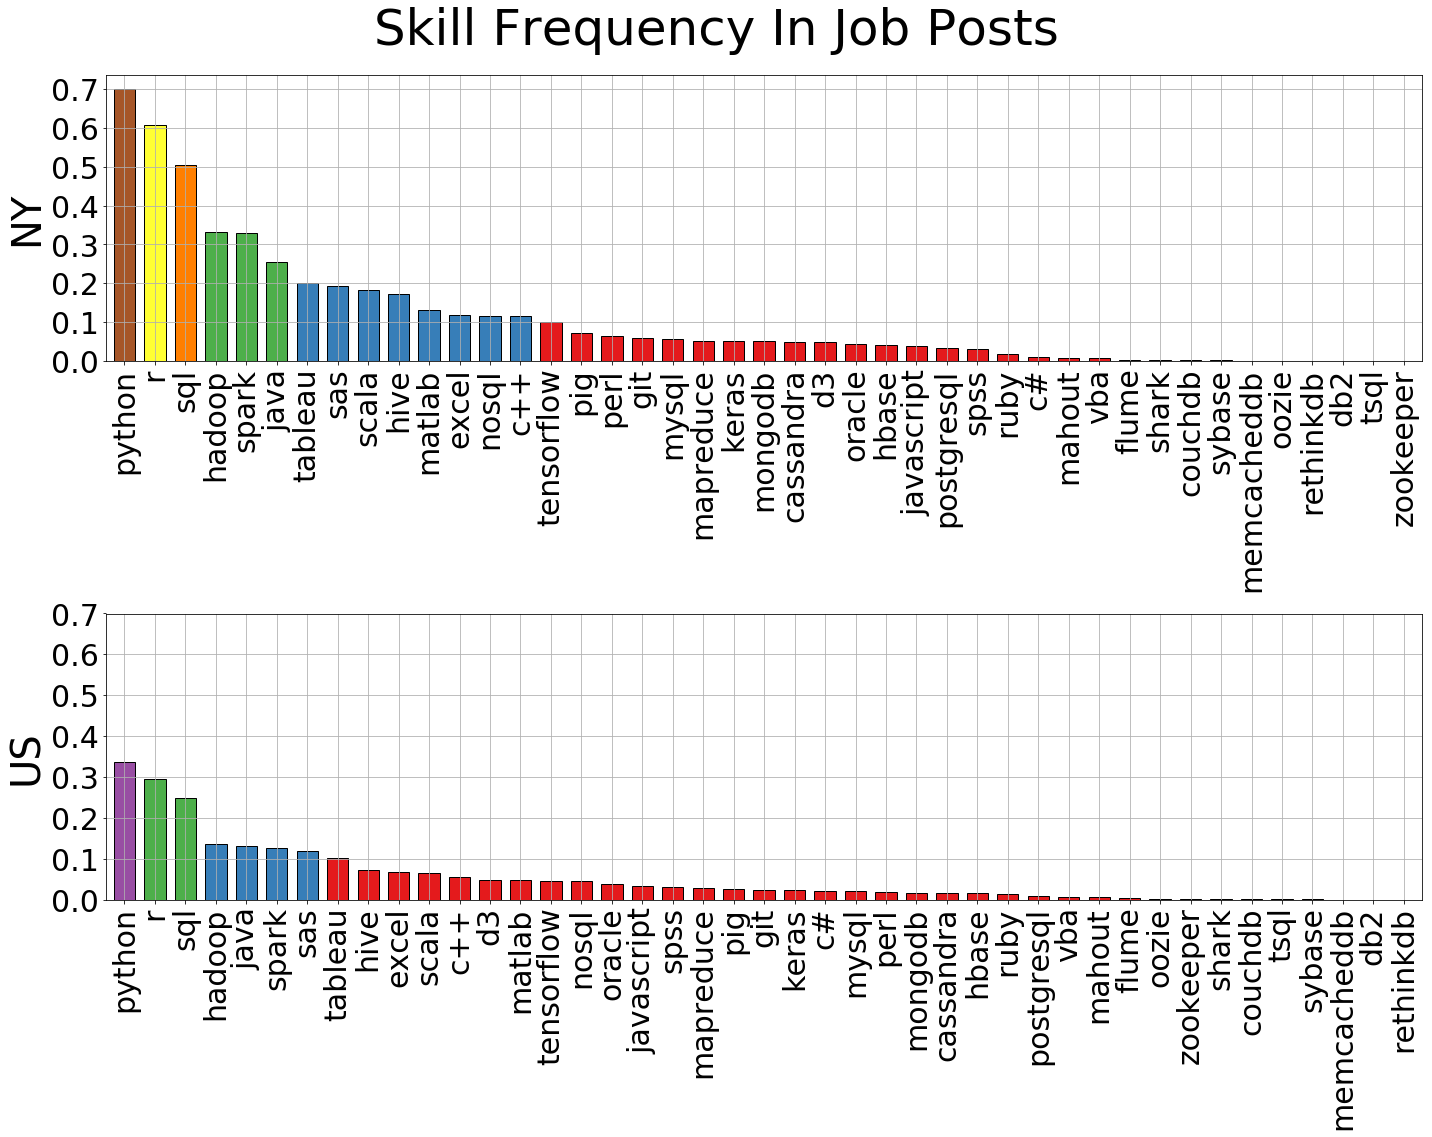 Skill Frequency In Job Posts
NY
0.7
0.6
0.5
0.4
0.3
0.2
0.1
0.0
python
r
sql
hadoop
spark
java
tableau
sas
scala
hive
matlab
excel
nosql
c++
tensorflow
pig
perl
git
mysql
mapreduce
keras
mongodb
cassandra
d3
oracle
hbase
javascript
postgresql
spss
ruby
c#
mahout
vba
flume
shark
couchdb
sybase
memcacheddb
oozie
rethinkdb
db2
tsql
zookeeper
US
0.7
0.6
0.5
0.4
0.3
0.2
0.1
0.0
python
r
sql
hadoop
java
spark
sas
tableau
hive
excel
scala
c++
d3
matlab
tensorflow
nosql
oracle
javascript
spss
mapreduce
pig
git
keras
c#
mysql
perl
mongodb
cassandra
hbase
ruby
postgresql
vba
mahout
flume
oozie
zookeeper
shark
couchdb
tsql
sybase
memcacheddb
db2
rethinkdb